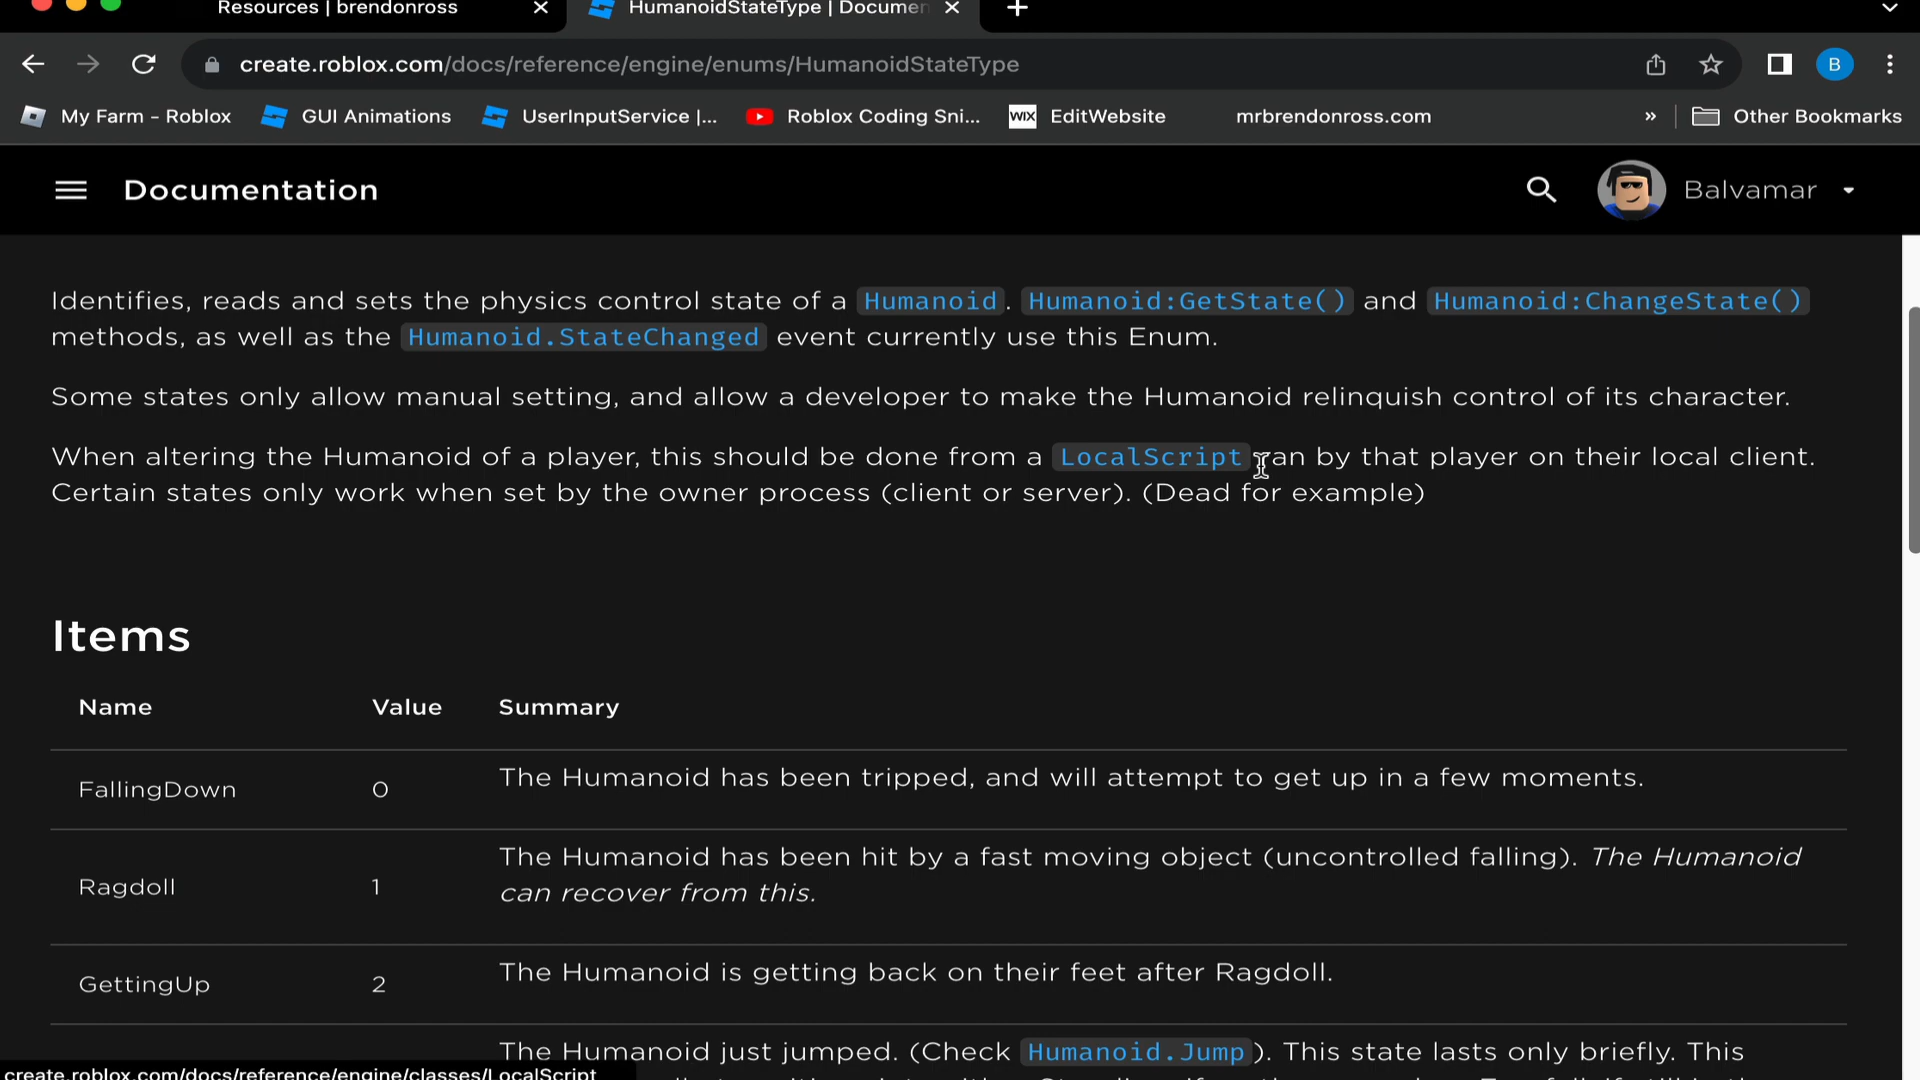 Resources | brendonross
HumanoidStateType | Documen
create.roblox.com/docs/reference/engine/enums/HumanoidStateType
B
My Farm - Roblox
GUI Animations
UserInputService |...
Roblox Coding Sni...
WIX EditWebsite
mrbrendonross.com
» Other Bookmarks
Documentation
Balvamar
Identifies, reads and sets the physics control state of a Humanoid. Humanoid:GetState() and Humanoid:ChangeState()
methods, as well as the Humanoid.StateChanged event currently use this Enum.
Some states only allow manual setting, and allow a developer to make the Humanoid relinquish control of its character.
When altering the Humanoid of a player, this should be done from a LocalScript ran by that player on their local client.
Certain states only work when set by the owner process (client or server). (Dead for example)
Items
Name Value Summary
FallingDown 0 The Humanoid has been tripped, and will attempt to get up in a few moments.
Ragdoll 1 The Humanoid has been hit by a fast moving object (uncontrolled falling). The Humanoid
can recover from this.
GettingUp 2 The Humanoid is getting back on their feet after Ragdoll.
The Humanoid just jumped. (Check Humanoid.Jump). This state lasts only briefly. This
create.roblox.com/docs/reference/engine/classes/LocalScript